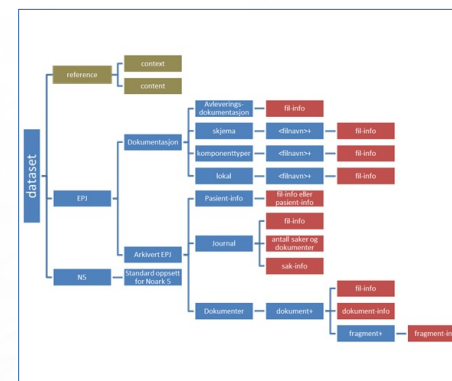 dataset
reference
context
content
EPJ
Dokumentasjon
Avleverings-
dokumentasjon
fil-info
skjema
<filnavn>+
fil-info
komponenttyper
<filnavn>+
fil-info
lokal
<filnavn>+
fil-info
Arkivert EPJ
Pasient-info
fil-info eller
pasient-info
Journal
fil-info
antall saker og
dokumenter
sak-info
Dokumenter
dokument+
fil-info
dokument-info
fragment+
fragment-in
NS
Standard oppsett
for Noark 5